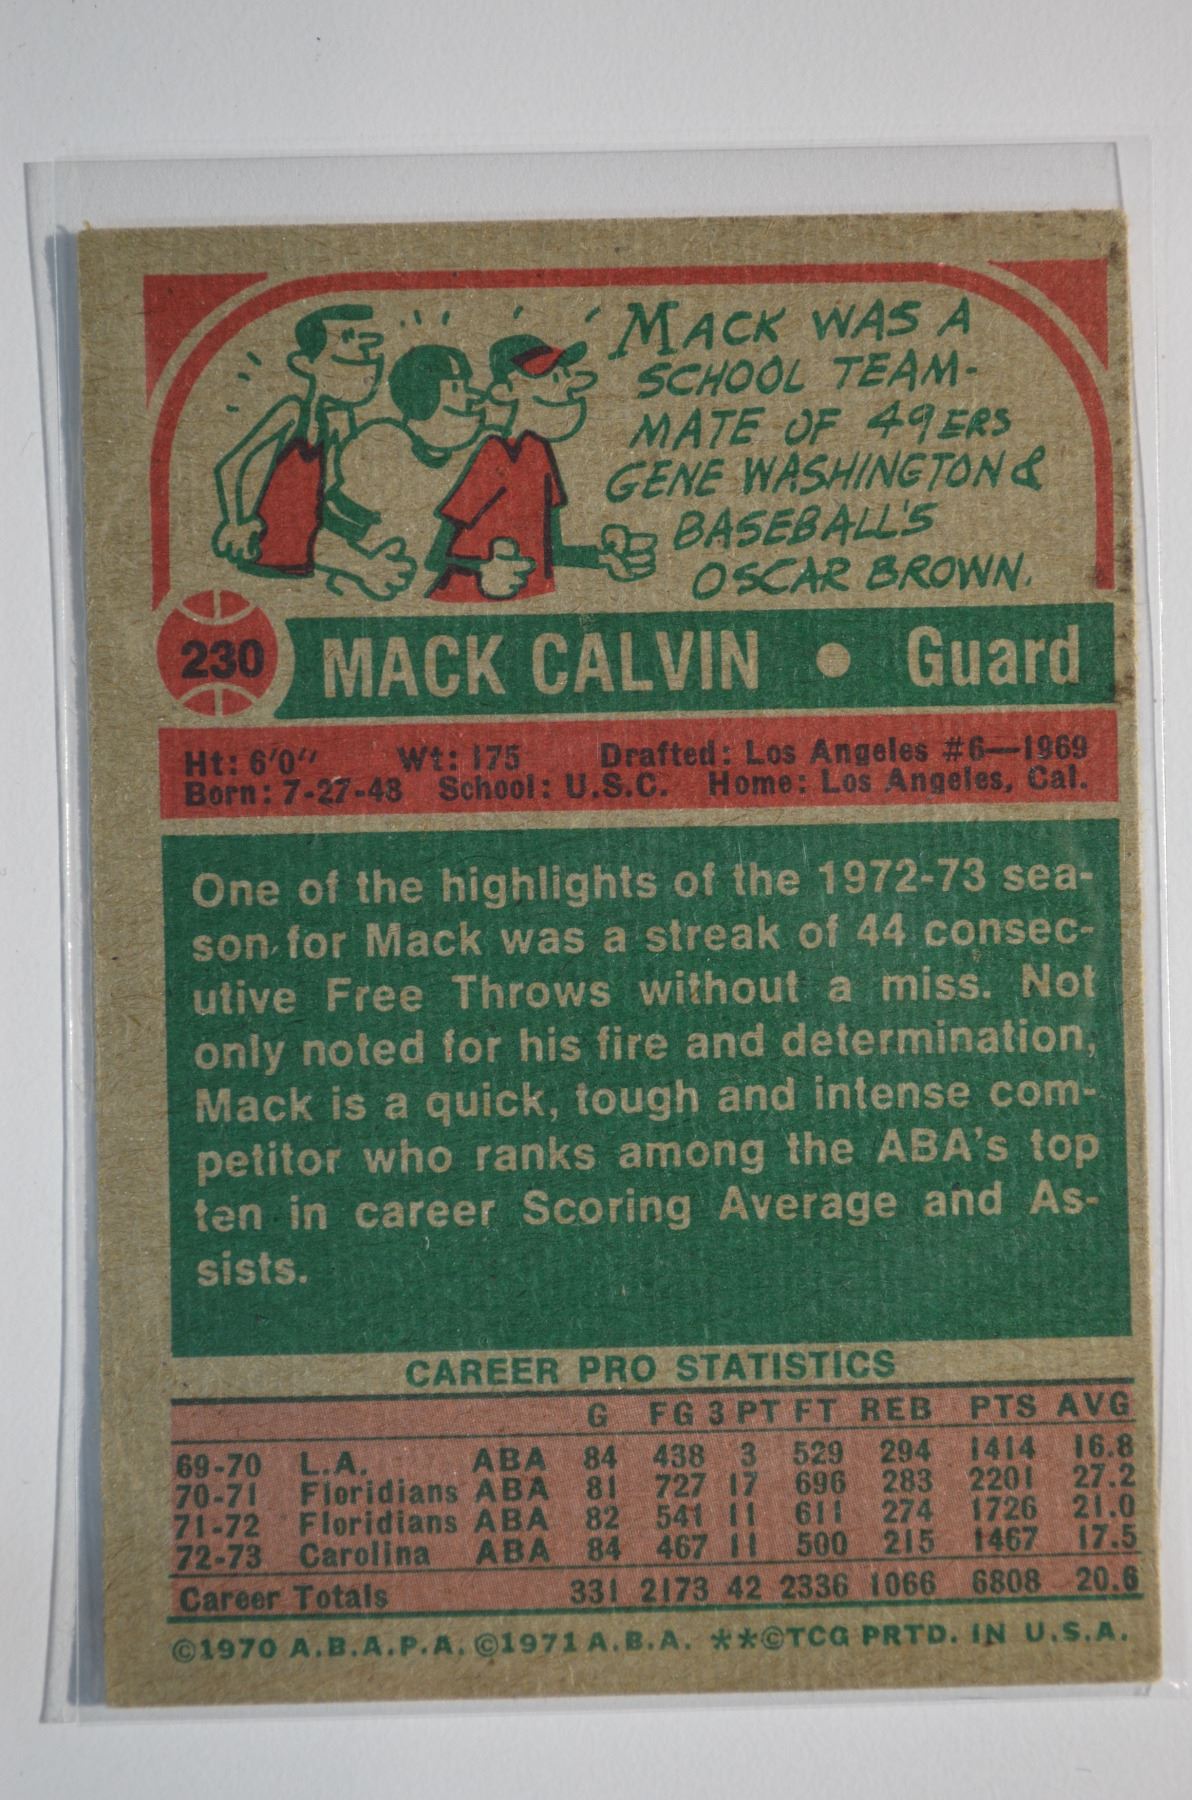 MACK WAS A
SCHOOL TEAM-
MATE OF 49ERS
GENE WASHINGTON &
BASEBALL'S
OSCAR BROWN.
230 MACK CALVIN • Guard
Ht: 6'0" Wt: 175 Drafted: Los Angeles #6—1969
Born: 7-27-48 School: U.S.C. Home: Los Angeles, Cal.
One of the highlights of the 1972-73 sea-
son for Mack was a streak of 44 consec-
utive Free Throws without a miss. Not
only noted for his fire and determination,
Mack is a quick, tough and intense com-
petitor who ranks among the ABA's top
ten in career Scoring Average and As-
sists.
CAREER PRO STATISTICS
G FG 3 PT FT REB PTS AVG
69-70 L.A. ABA 84 438 3 529 294 1414 16.8
70-71 Floridians ABA 81 727 17 696 283 2201 27.2
71-72 Floridians ABA 82 541 11 611 274 1726 21.0
72-73 Carolina ABA 84 467 11 500 215 1467 17.5
Career Totals 331 2173 42 2336 1066 6808 20.6
©1970 A.B.A.P.A. ©1971 A.B.A. **©TCG PRTD. IN U.S.A.